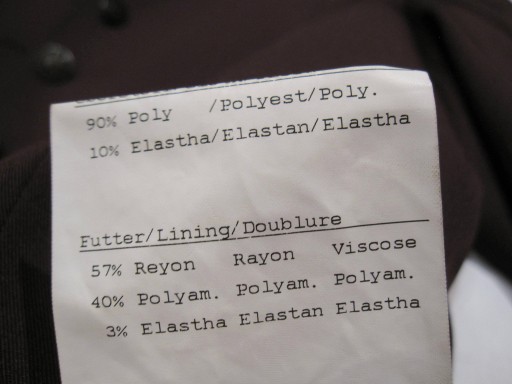 90% Poly /Polyest/Poly.
10% Elastha/Elastan/Elastha
Futter/Lining/Doublure
57% Reyon Rayon Viscose
40% Polyam. Polyam. Polyam.
3% Elastha Elastan Elastha